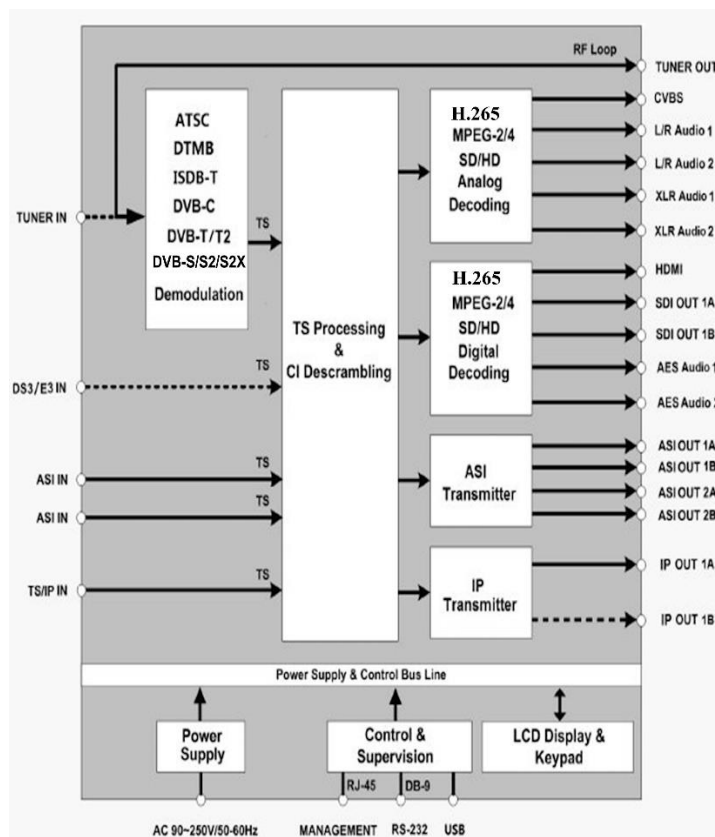 RF Loop
TUNER OUT
ATSC
DTMB
ISDB-T
DVB-C
DVB-T/T2
DVB-S/S2/S2X
Demodulation
TUNER IN
TS
DS3/E3 IN
TS
ASI IN
TS
ASI IN
TS
TS/IP IN
TS
TS Processing
&
CI Descrambling
H.265
MPEG-2/4
SD/HD
Analog
Decoding
CVBS
L/R Audio 1
L/R Audio 2
XLR Audio 1
XLR Audio 2
H.265
MPEG-2/4
SD/HD
Digital
Decoding
HDMI
SDI OUT 1A
SDI OUT 1B
AES Audio 1
AES Audio 2
ASI
Transmitter
ASI OUT 1A
ASI OUT 1B
ASI OUT 2A
ASI OUT 2B
IP
Transmitter
IP OUT 1A
IP OUT 1B
Power Supply & Control Bus Line
Power
Supply
Control &
Supervision
LCD Display &
Keypad
RJ-45
DB-9
AC 90~250V/50-60Hz
MANAGEMENT
RS-232
USB